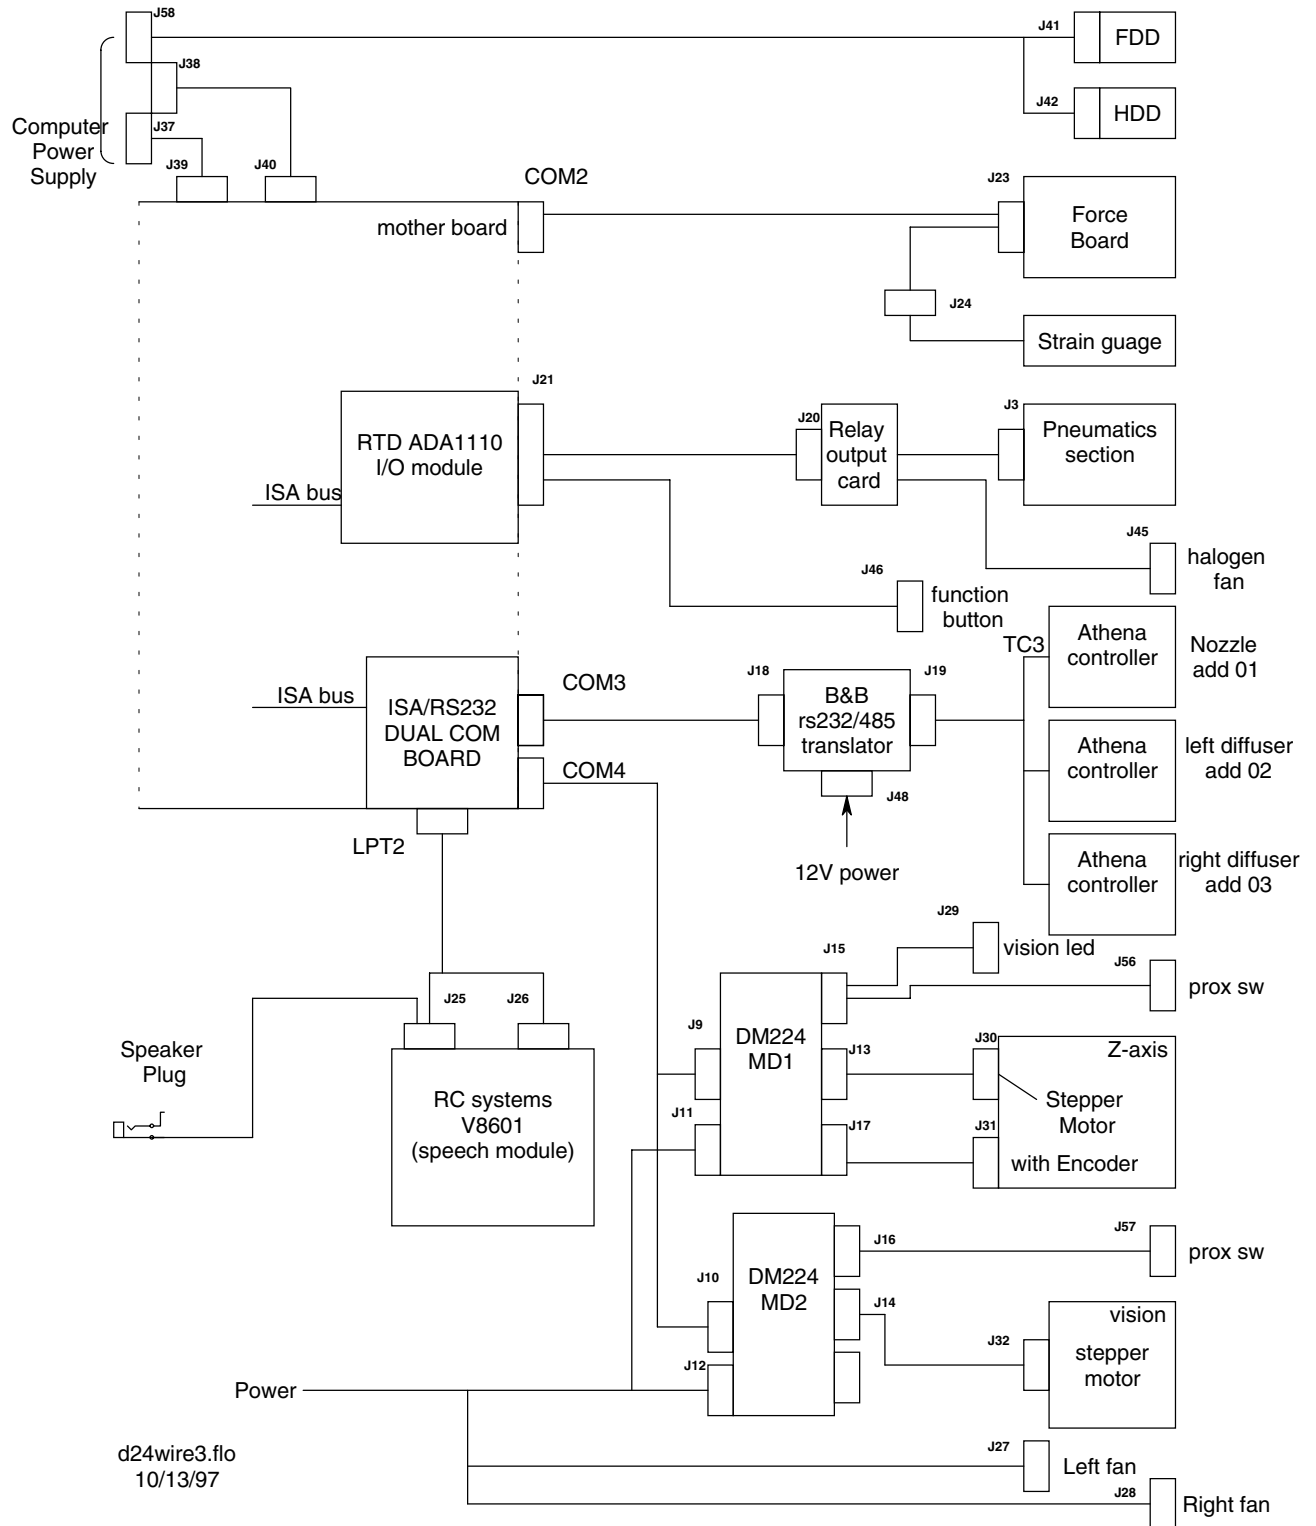 J58
J41
FDD
J38
J42
HDD
J37
Computer
Power
Supply
J39
J40
COM2
J23
mother board
Force
Board
J24
Strain guage
J21
J20
J3
RTD ADA1110
I/O module
Relay
output
card
Pneumatics
section
ISA bus
J45
halogen
fan
J46
function
button
TC3
Athena
controller
Nozzle
add 01
ISA bus
ISA/RS232
DUAL COM
BOARD
COM3
J18
B&B
rs232/485
translator
J19
Athena
controller
left diffuser
add 02
COM4
J48
LPT2
12V power
Athena
controller
right diffuser
add 03
J29
vision led
J15
J56
prox sw
J25
J26
J9
DM224
MD1
J13
J30
Z-axis
Speaker
Plug
Stepper
Motor
RC systems
V8601
(speech module)
J11
J17
J31
with Encoder
J16
J57
prox sw
J10
DM224
MD2
J14
vision
J32
stepper
motor
J12
Power
d24wire3.flo
10/13/97
J27
Left fan
J28
Right fan